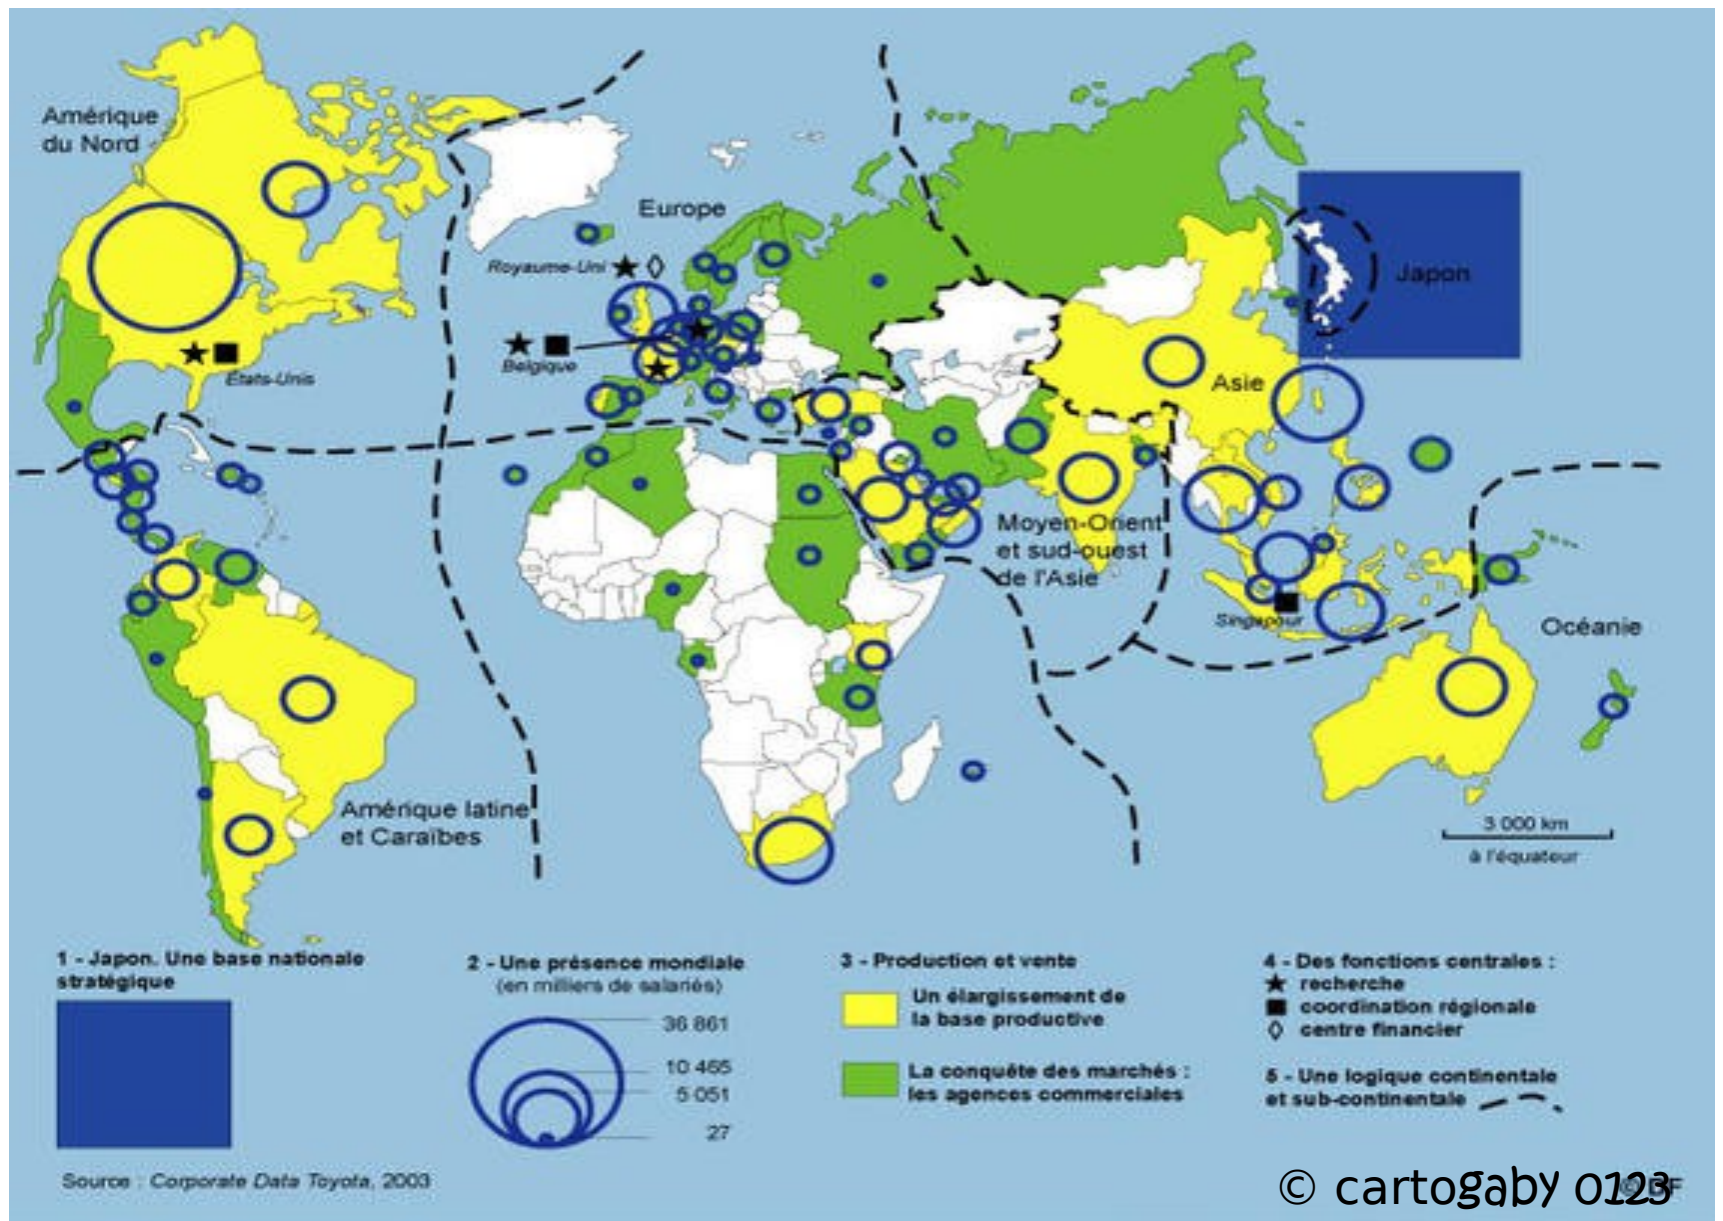 Amérique
du Nord
Europe
Royaume-Uni
Belgique
États-Unis
Japon
Asie
Moyen-Orient
et sud-ouest
de l'Asie
Singapour
Océanie
Amérique latine
et Caraïbes
3 000 km
à l'équateur
1 - Japon. Une base nationale
stratégique
2 - Une présence mondiale
(en milliers de salariés)
36 861
10 465
5 051
27
3 - Production et vente
Un élargissement de
la base productive
La conquête des marchés :
les agences commerciales
4 - Des fonctions centrales :
recherche
coordination régionale
centre financier
5 - Une logique continentale
et sub-continentale
Source : Corporate Data Toyota, 2003
© cartogaby 0123